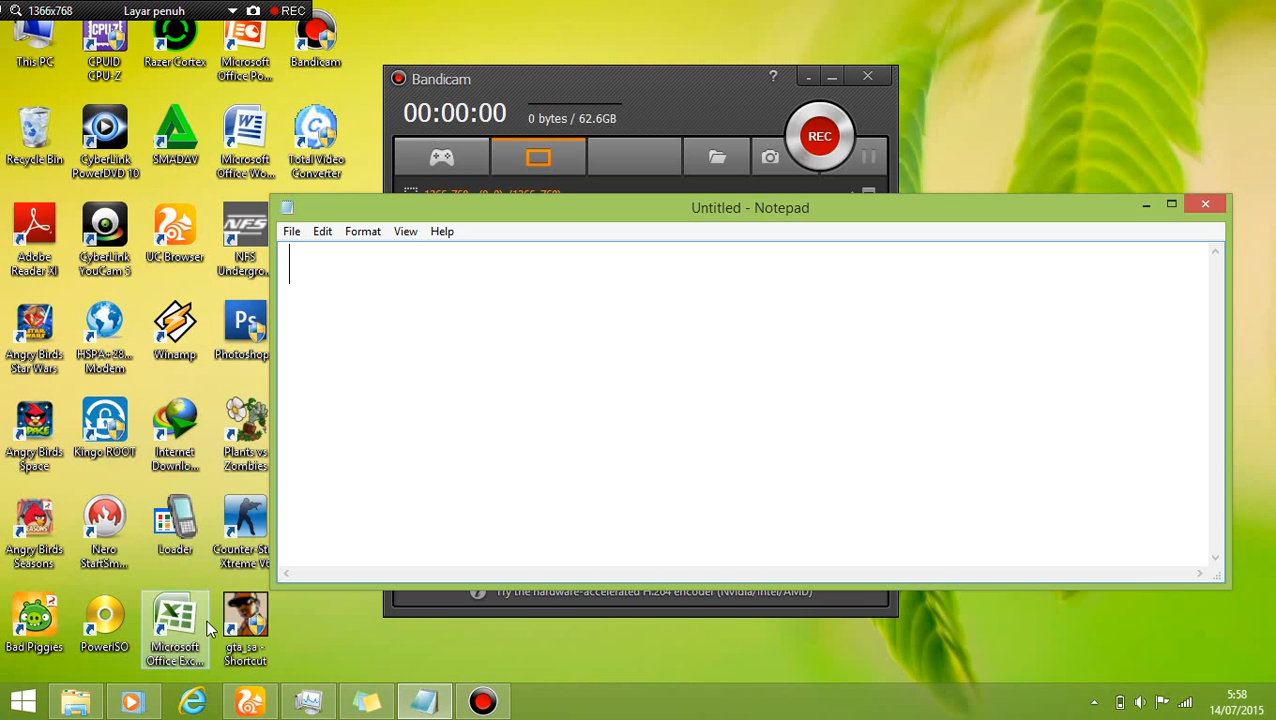 1366x768 Layar penuh REC
This PC
CPUID CPU-Z
Razer Cortex
Microsoft Office Po...
Bandicam
Recycle Bin
CyberLink PowerDVD 10
SMADΔV
Microsoft Office Wo...
Total Video Converter
Adobe Reader XI
CyberLink YouCam 5
UC Browser
NFS Undergro...
Angry Birds Star Wars
HSPA+28... Modem
Winamp
Photoshop
Angry Birds Space
Kingo ROOT
Internet Downlo...
Plants vs Zombies
Angry Birds Seasons
Nero StartSm...
Loader
Counter-St Xtreme V6
Bad Piggies
PowerISO
Microsoft Office Exc...
gta_sa - Shortcut
Bandicam
00:00:00
0 bytes / 62.6GB
REC
Untitled - Notepad
File Edit Format View Help
Try the hardware-accelerated H.264 encoder (Nvidia/Intel/AMD)
5:58
14/07/2015